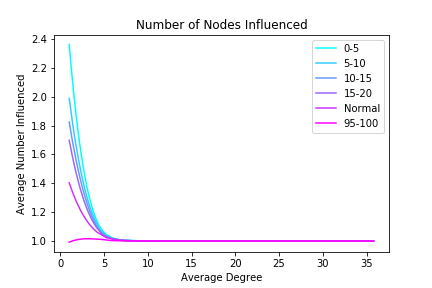 Number of Nodes Influenced
2.4
2.2
2.0
1.8
1.6
1.4
1.2
1.0
Average Number Influenced
0-5
5-10
10-15
15-20
Normal
95-100
0 5 10 15 20 25 30 35
Average Degree